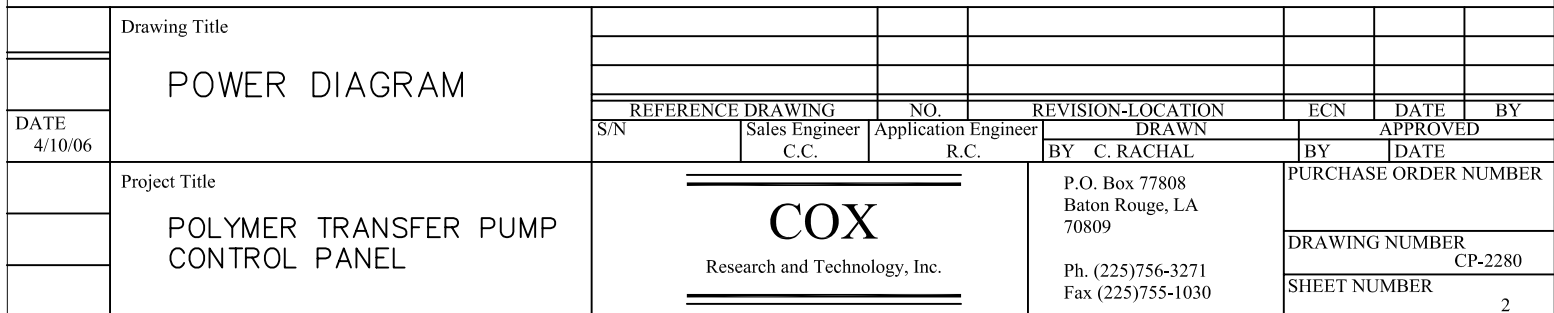 Drawing Title
POWER DIAGRAM
DATE
4/10/06
REFERENCE DRAWING NO. REVISION-LOCATION ECN DATE BY
S/N Sales Engineer Application Engineer DRAWN APPROVED
C.C. R.C. BY C. RACHAL BY DATE
Project Title
POLYMER TRANSFER PUMP
CONTROL PANEL
COX
Research and Technology, Inc.
P.O. Box 77808
Baton Rouge, LA
70809
Ph. (225)756-3271
Fax (225)755-1030
PURCHASE ORDER NUMBER
DRAWING NUMBER
CP-2280
SHEET NUMBER
2